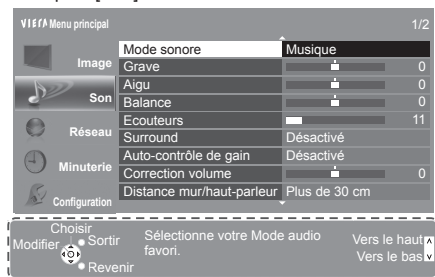 VIErA Menu principal 1/2
Image
Son
Réseau
Minuterie
Configuration
Mode sonore Musique
Grave 0
Aigu 0
Balance 0
Ecouteurs 11
Surround Désactivé
Auto-contrôle de gain Désactivé
Correction volume 0
Distance mur/haut-parleur Plus de 30 cm
Choisir
Modifier
Sortir
Revenir
Sélectionne votre Mode audio
favori.
Vers le haut
Vers le bas